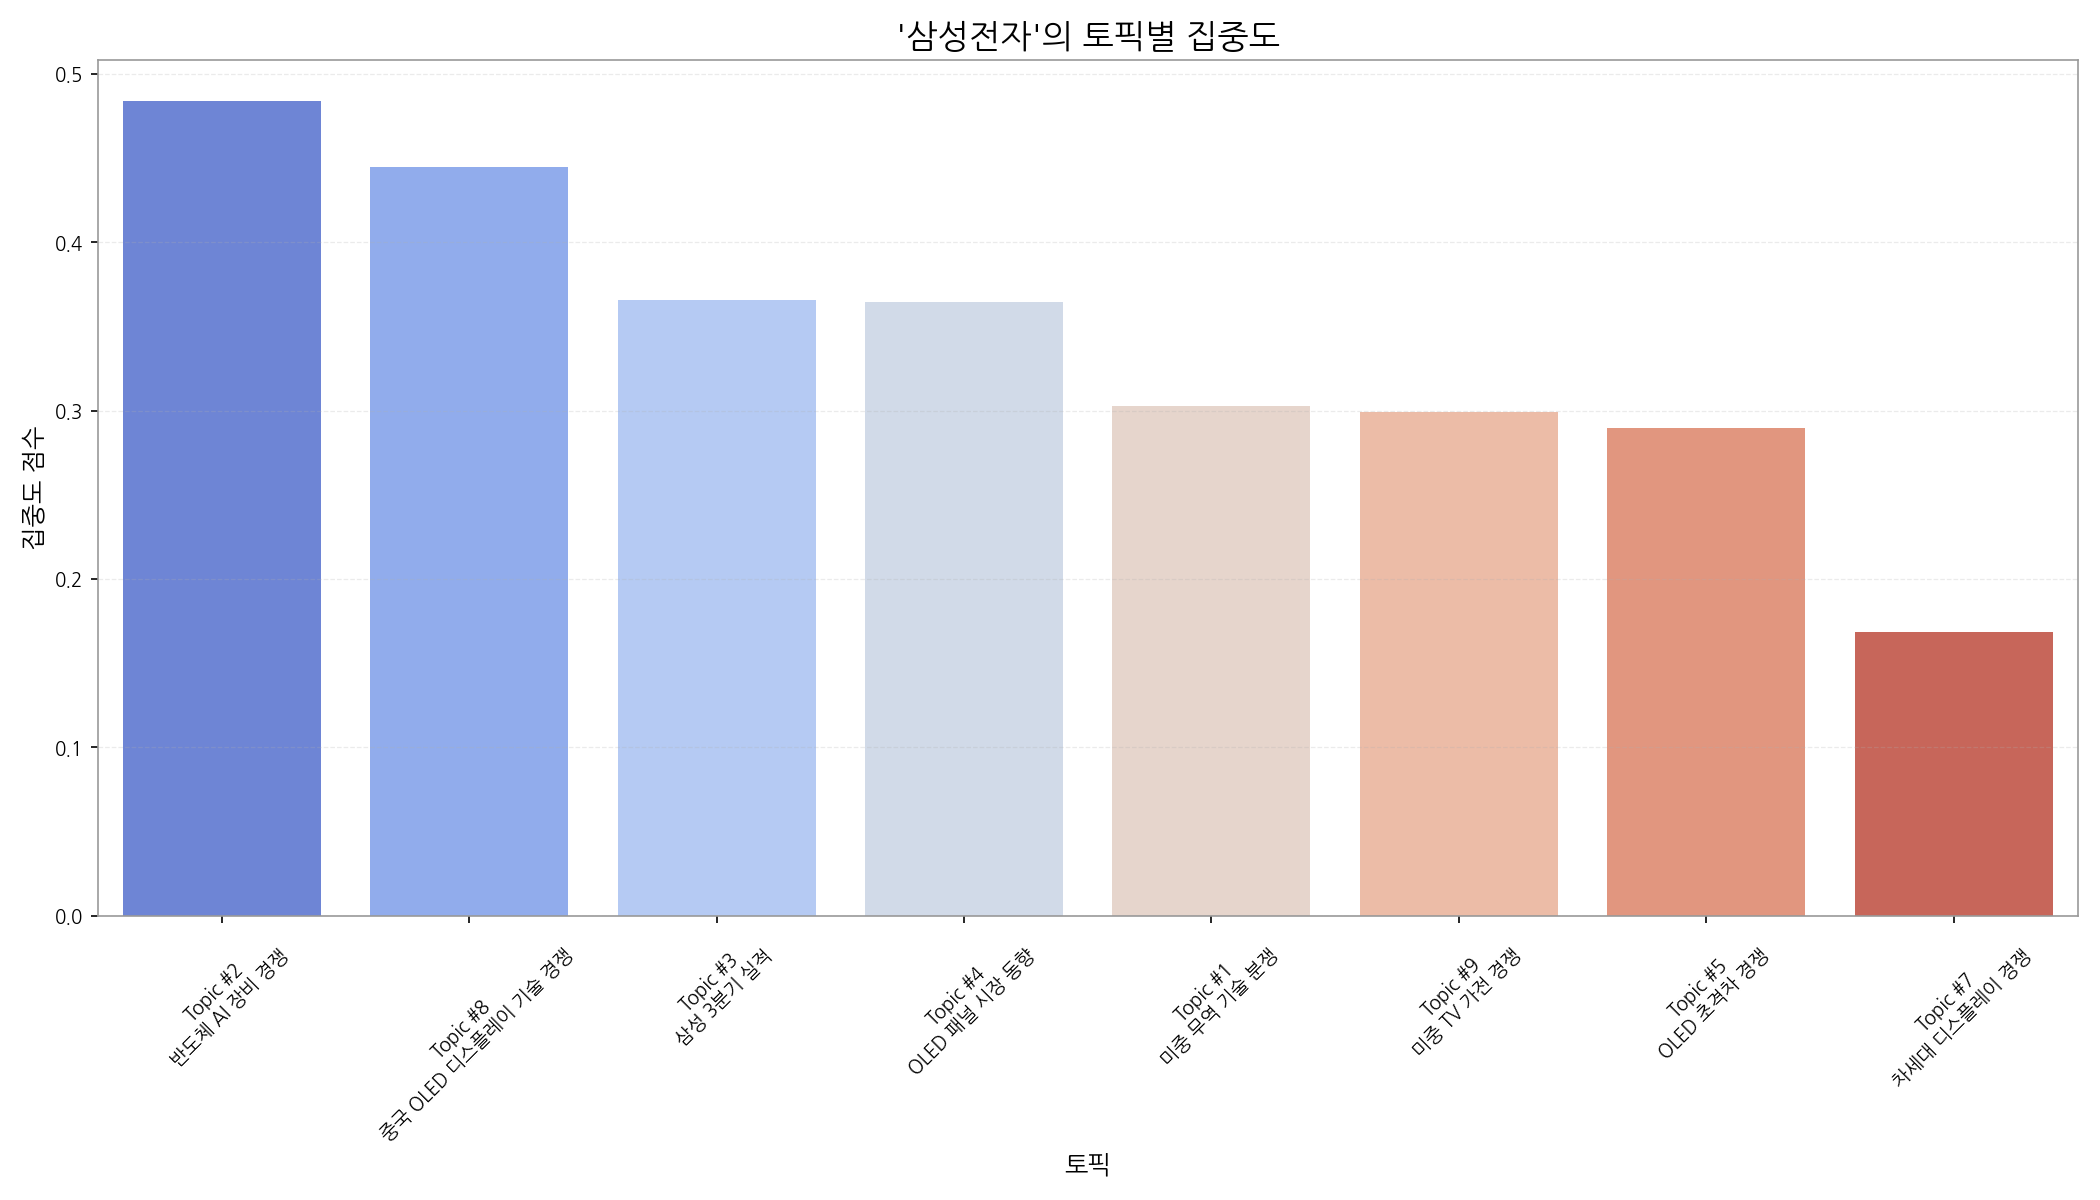 '삼성전자'의 토픽별 집중도
집중도 점수
0.5
0.4
0.3
0.2
0.1
0.0
Topic #2
반도체 AI 장비 경쟁
Topic #8
중국 OLED 디스플레이 기술 경쟁
Topic #3
삼성 3분기 실적
Topic #4
OLED 패널 시장 동향
Topic #1
미중 무역 기술 분쟁
Topic #9
미중 TV 가전 경쟁
Topic #5
OLED 초격차 경쟁
Topic #7
차세대 디스플레이 경쟁
토픽